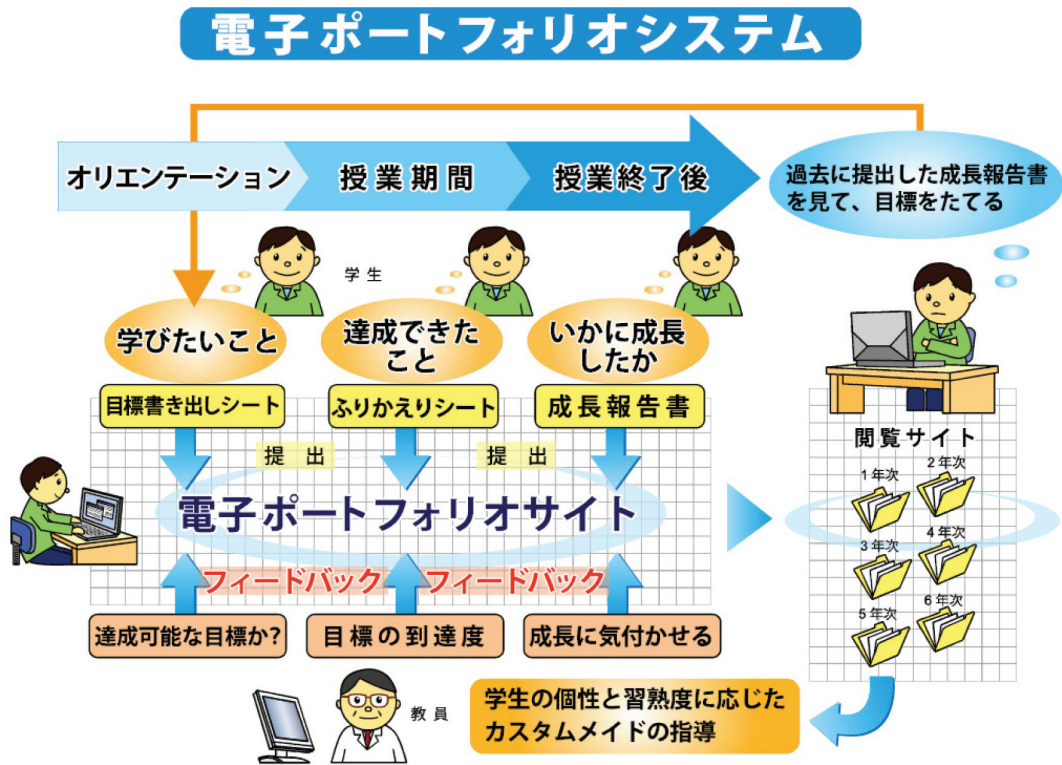 電子ポートフォリオシステム
オリエンテーション
授業期間
授業終了後
過去に提出した成長報告書
を見て、目標をたてる
学生
学びたいこと
達成できた
こと
いかに成長
したか
目標書き出しシート
ふりかえりシート
成長報告書
提出
提出
電子ポートフォリオサイト
フィードバック
フィードバック
達成可能な目標か?
目標の到達度
成長に気付かせる
教員
学生の個性と習熟度に応じた
カスタムメイドの指導
閲覧サイト
1年次
2年次
3年次
4年次
5年次
6年次